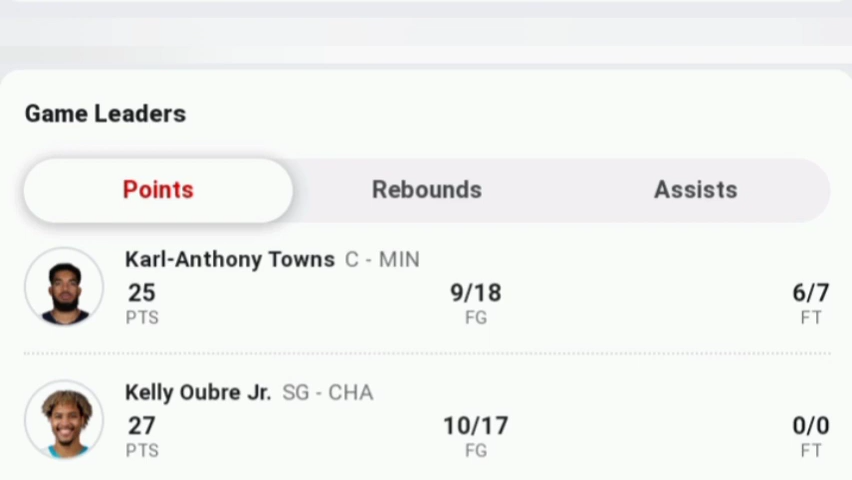 Game Leaders
Points Rebounds Assists
Karl-Anthony Towns C - MIN
25 9/18 6/7
PTS FG FT
Kelly Oubre Jr. SG - CHA
27 10/17 0/0
PTS FG FT